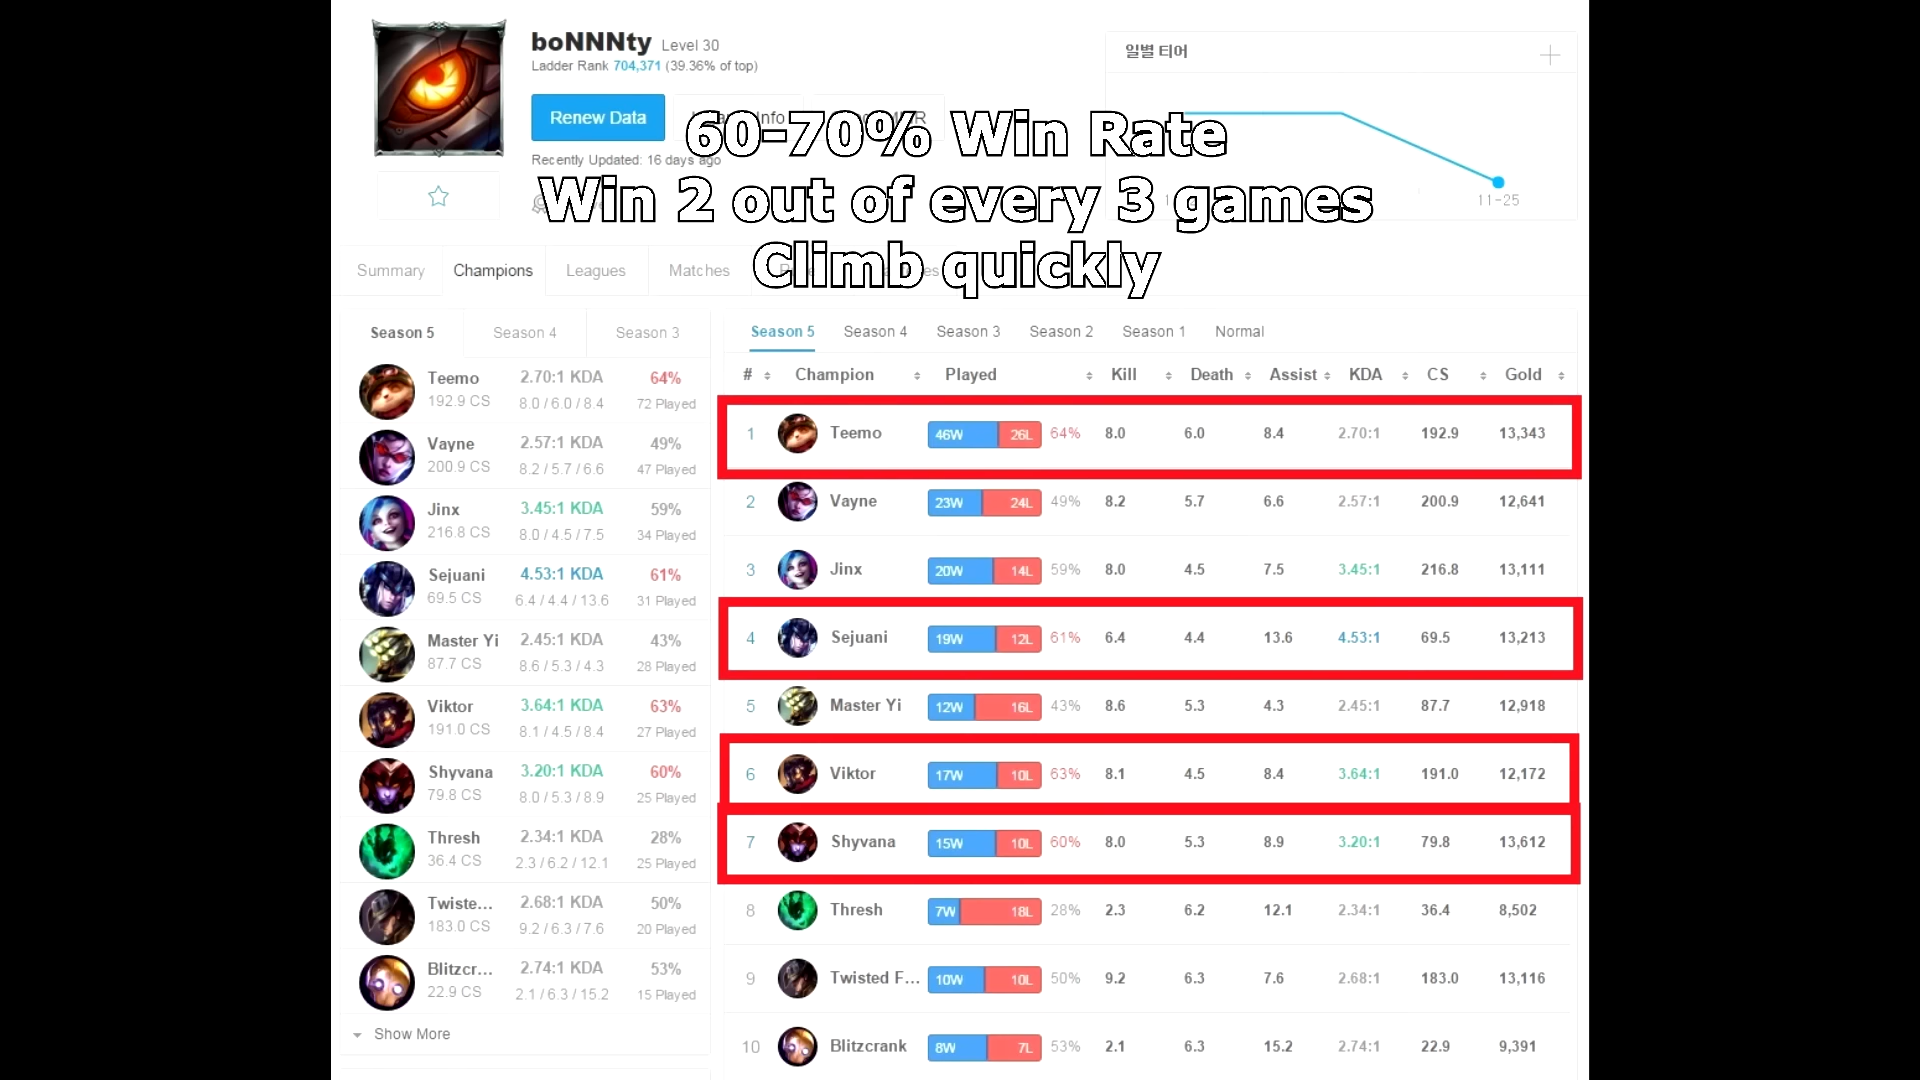 boNNNty Level 30
Ladder Rank 704,371 (39.36% of top)
일별 티어
Renew Data
60-70% Win Rate
Recently Updated: 16 days ago
Win 2 out of every 3 games
11-25
Climb quickly
Summary Champions Leagues Matches
Season 5 Season 4 Season 3
Teemo 2.70:1 KDA 64%
192.9 CS 8.0 / 6.0 / 8.4 72 Played
Vayne 2.57:1 KDA 49%
200.9 CS 8.2 / 5.7 / 6.6 47 Played
Jinx 3.45:1 KDA 59%
216.8 CS 8.0 / 4.5 / 7.5 34 Played
Sejuani 4.53:1 KDA 61%
69.5 CS 6.4 / 4.4 / 13.6 31 Played
Master Yi 2.45:1 KDA 43%
87.7 CS 8.6 / 5.3 / 4.3 28 Played
Viktor 3.64:1 KDA 63%
191.0 CS 8.1 / 4.5 / 8.4 27 Played
Shyvana 3.20:1 KDA 60%
79.8 CS 8.0 / 5.3 / 8.9 25 Played
Thresh 2.34:1 KDA 28%
36.4 CS 2.3 / 6.2 / 12.1 25 Played
Twiste... 2.68:1 KDA 50%
183.0 CS 9.2 / 6.3 / 7.6 20 Played
Blitzcr... 2.74:1 KDA 53%
22.9 CS 2.1 / 6.3 / 15.2 15 Played
Show More
Season 5 Season 4 Season 3 Season 2 Season 1 Normal
# Champion Played Kill Death Assist KDA CS Gold
1 Teemo 46W 26L 64% 8.0 6.0 8.4 2.70:1 192.9 13,343
2 Vayne 23W 24L 49% 8.2 5.7 6.6 2.57:1 200.9 12,641
3 Jinx 20W 14L 59% 8.0 4.5 7.5 3.45:1 216.8 13,111
4 Sejuani 19W 12L 61% 6.4 4.4 13.6 4.53:1 69.5 13,213
5 Master Yi 12W 16L 43% 8.6 5.3 4.3 2.45:1 87.7 12,918
6 Viktor 17W 10L 63% 8.1 4.5 8.4 3.64:1 191.0 12,172
7 Shyvana 15W 10L 60% 8.0 5.3 8.9 3.20:1 79.8 13,612
8 Thresh 7W 18L 28% 2.3 6.2 12.1 2.34:1 36.4 8,502
9 Twisted F... 10W 10L 50% 9.2 6.3 7.6 2.68:1 183.0 13,116
10 Blitzcrank 8W 7L 53% 2.1 6.3 15.2 2.74:1 22.9 9,391